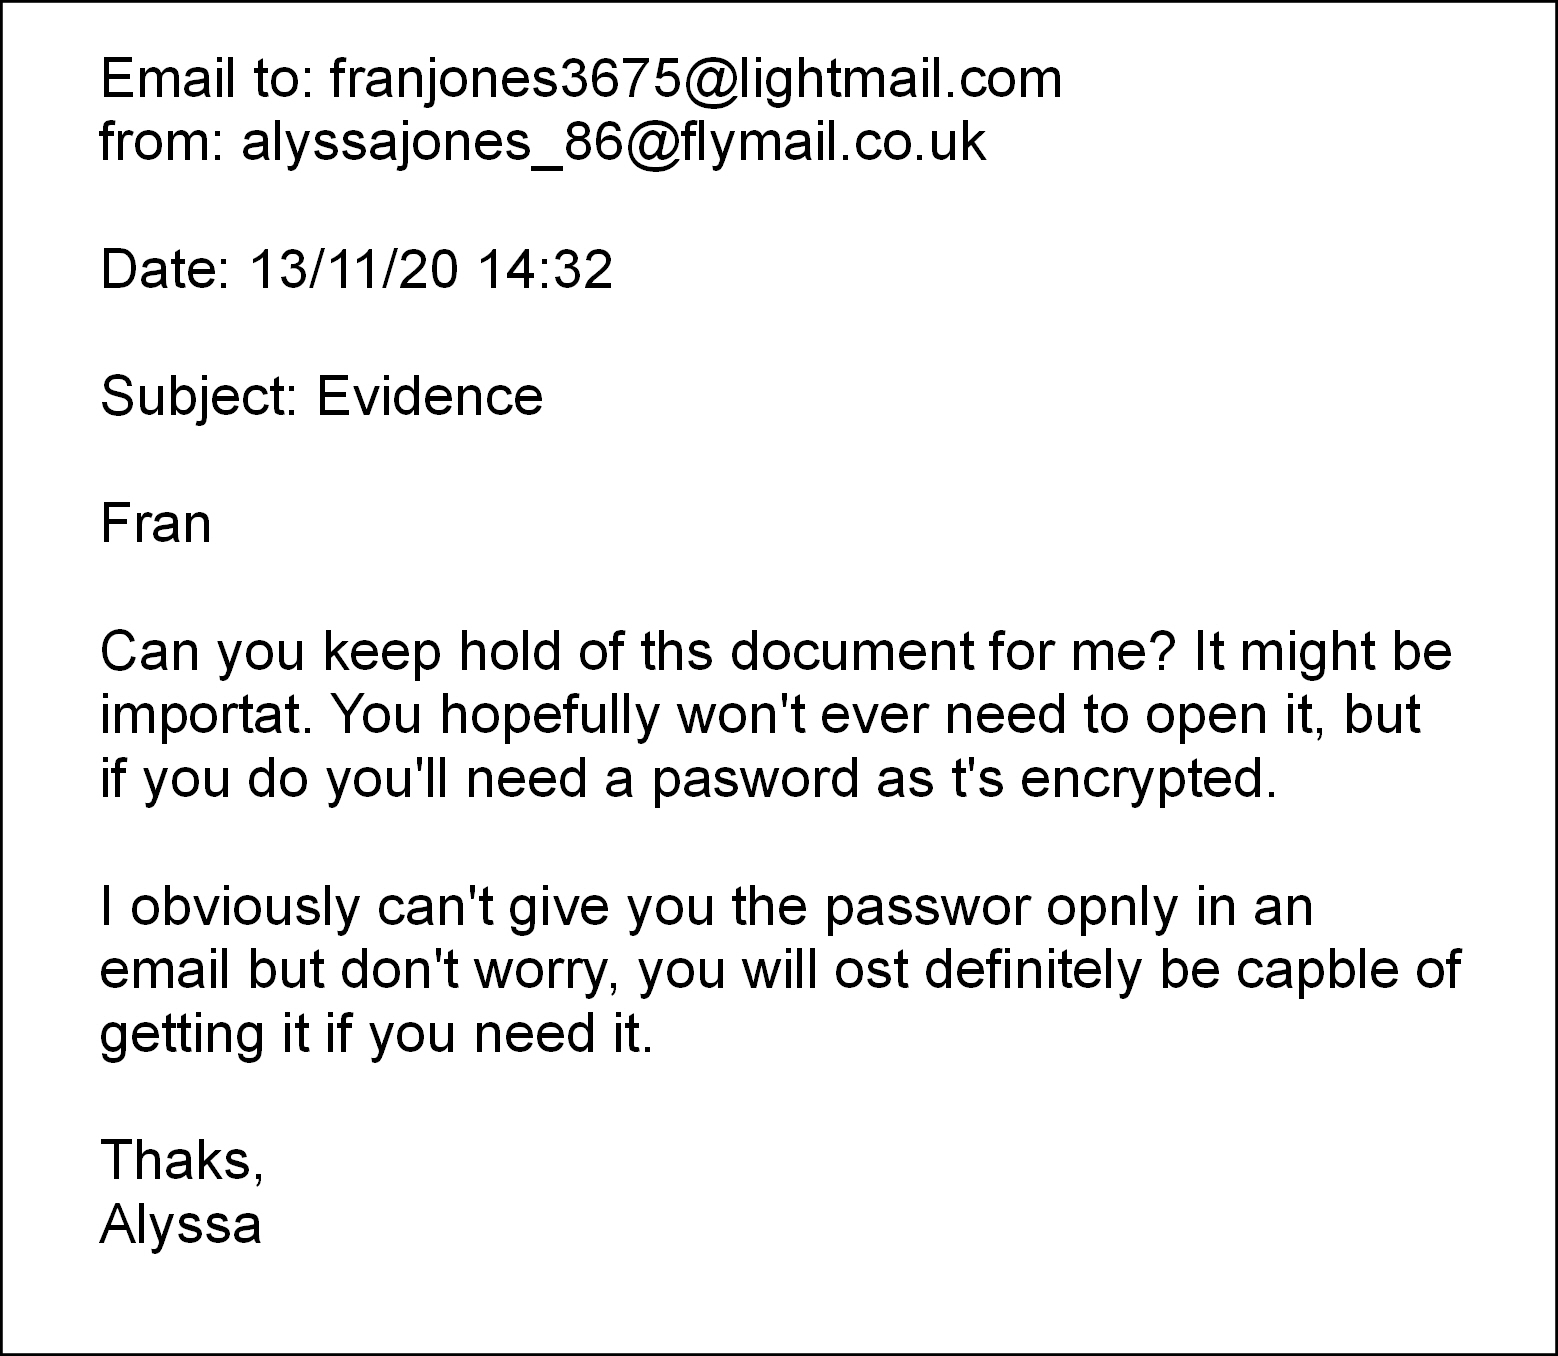 Email to: franjones3675@lightmail.com
from: alyssajones_86@flymail.co.uk
Date: 13/11/20 14:32
Subject: Evidence
Fran
Can you keep hold of ths document for me? It might be
importat. You hopefully won't ever need to open it, but
if you do you'll need a pasword as t's encrypted.
I obviously can't give you the passwor opnly in an
email but don't worry, you will ost definitely be capble of
getting it if you need it.
Thaks,
Alyssa